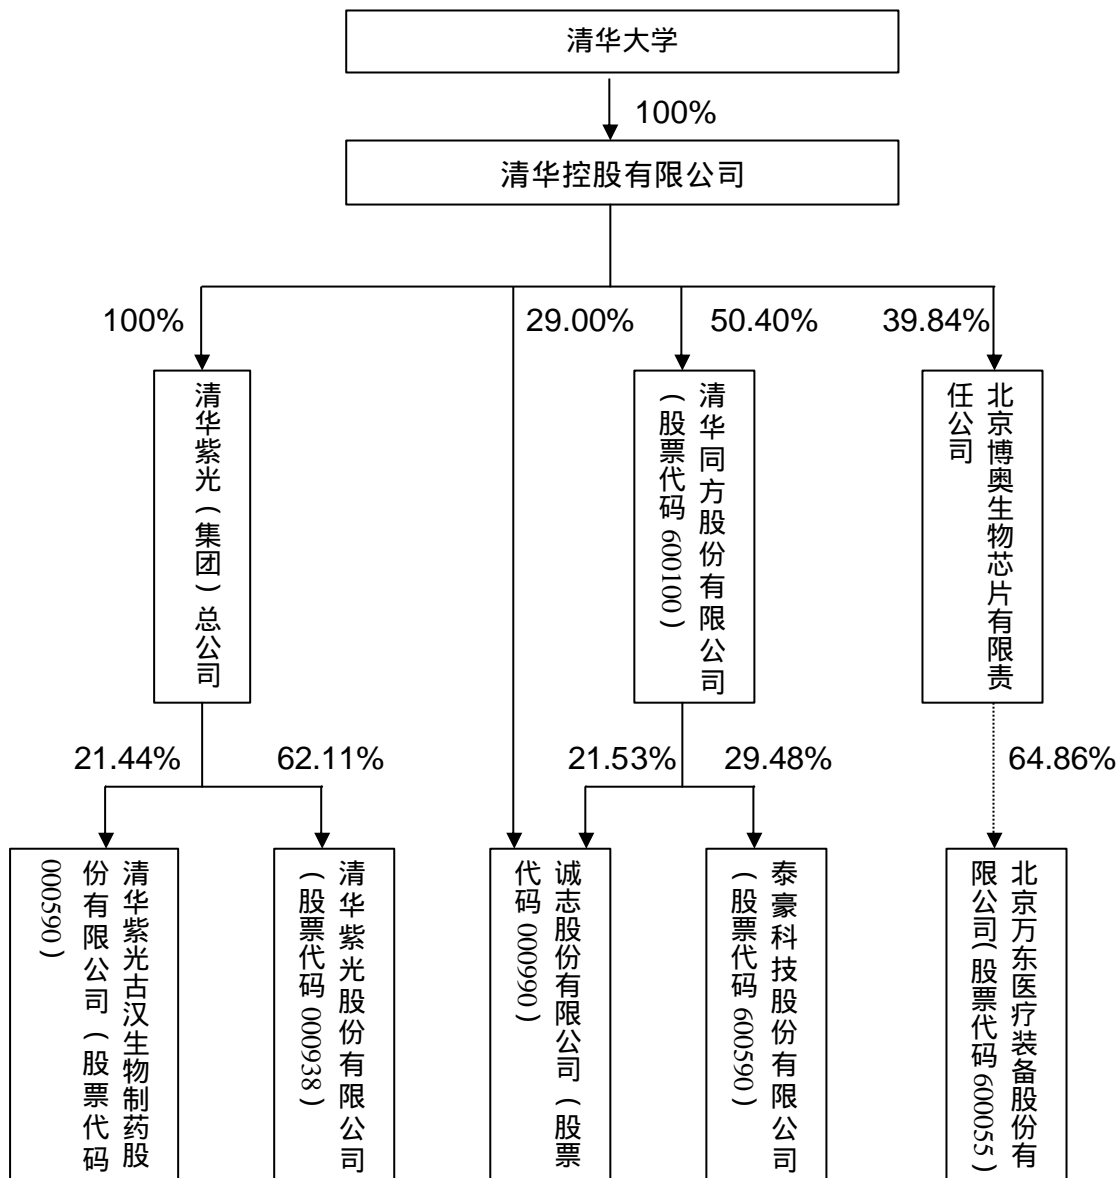 清华大学
100%
清华控股有限公司
100%
29.00%
50.40%
39.84%
清华紫光（集团）总公司
清华同方股份有限公司
（股票代码 600100）
北京博奥生物芯片有限责
任公司
21.44%
62.11%
21.53%
29.48%
64.86%
清华紫光古汉生物制药股
份有限公司（股票代码
000590）
清华紫光股份有限公司
（股票代码 000938）
诚志股份有限公司（股票
代码 000990）
泰豪科技股份有限公司
（股票代码 600590）
北京万东医疗装备股份有
限公司(股票代码 600055）